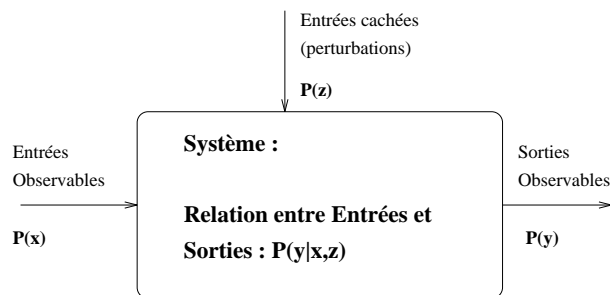 Entrées cachées
(perturbations)
P(z)
Entrées
Observables
P(x)
Système :
Relation entre Entrées et
Sorties : P(y|x,z)
Sorties
Observables
P(y)